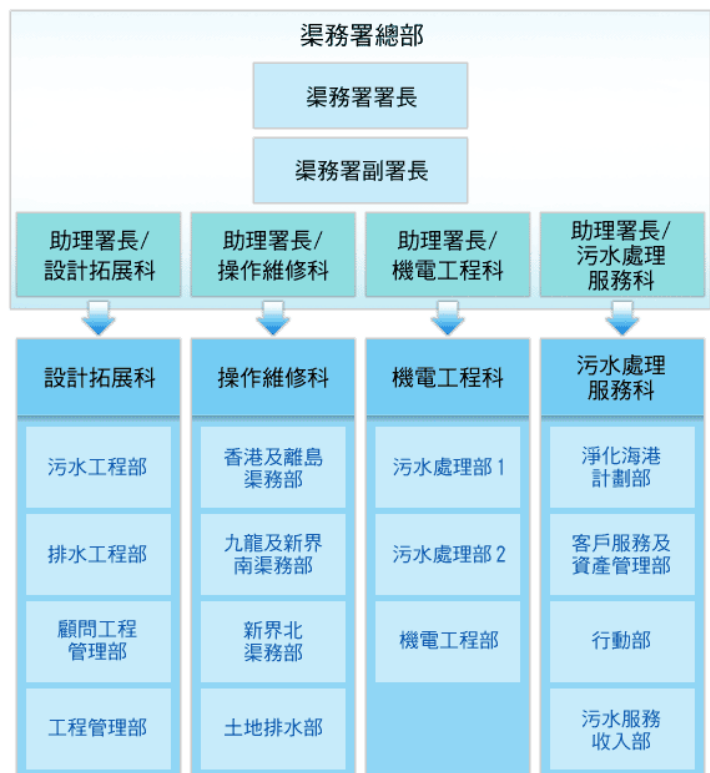 渠務署總部
渠務署署長
渠務署副署長
助理署長/
設計拓展科
助理署長/
操作維修科
助理署長/
機電工程科
助理署長/
污水處理
服務科
設計拓展科
污水工程部
排水工程部
顧問工程
管理部
工程管理部
操作維修科
香港及離島
渠務部
九龍及新界
南渠務部
新界北
渠務部
土地排水部
機電工程科
污水處理部 1
污水處理部 2
機電工程部
污水處理
服務科
淨化海港
計劃部
客戶服務及
資產管理部
行動部
污水服務
收入部